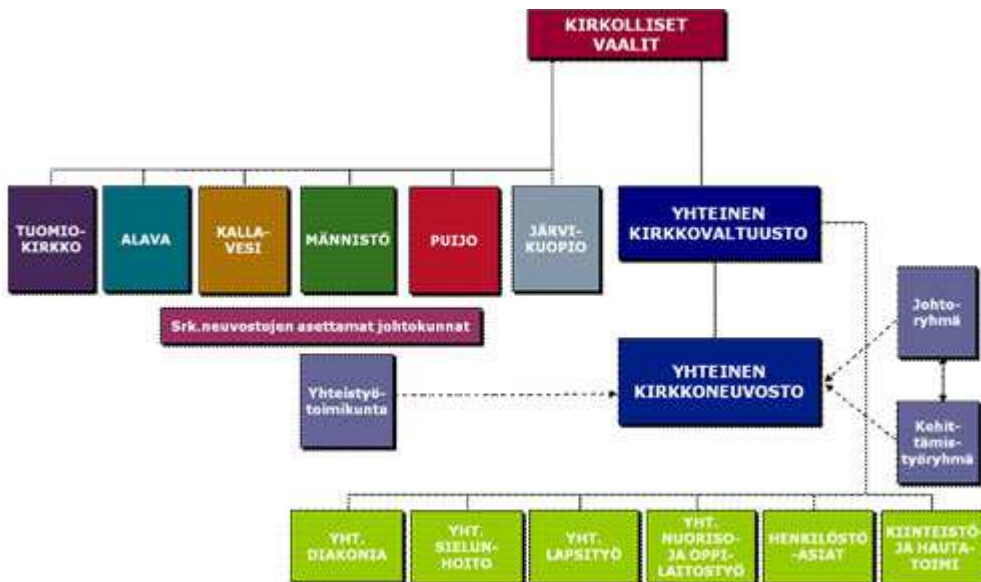 KIRKOLLISET
VAALIT
TUOMIO-
KIRKKO
ALAVA
KALLA-
VESI
MÄNNISTÖ
PUIJO
JÄRVI-
KUOPIO
YHTEINEN
KIRKKOVALTUUSTO
Srk.neuvostojen asettamat johtokunnat
Johto-
ryhmä
YHTEINEN
KIRKKONEUVOSTO
Yhteistyö-
toimikunta
Kehit-
tämis-
työryhmä
YHT.
DIAKONIA
YHT.
SIELUN-
HOITO
YHT.
LAPSITYÖ
YHT.
NUORISO-
JA OPPI-
LAITOSTYÖ
HENKILÖSTÖ
-ASIAT
KIINTEISTÖ-
JA HAUTA-
TOIMI